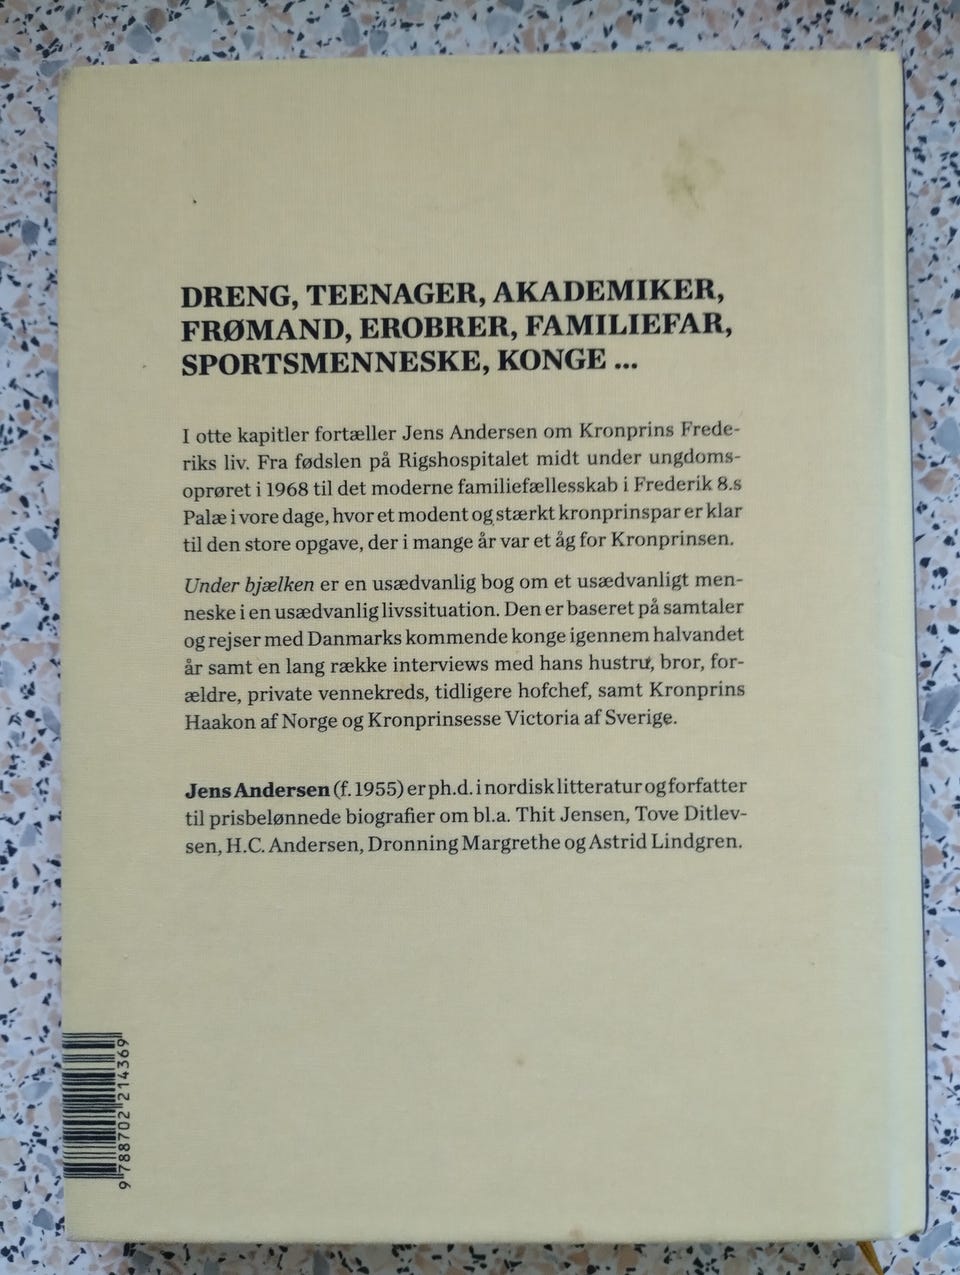 DRENG, TEENAGER, AKADEMIKER,
FRØMAND, EROBRER, FAMILIEFAR,
SPORTSMENNESKE, KONGE ...
I otte kapitler fortæller Jens Andersen om Kronprins Frede-
riks liv. Fra fødslen på Rigshospitalet midt under ungdoms-
oprøret i 1968 til det moderne familiefællesskab i Frederik 8.s
Palæ i vore dage, hvor et modent og stærkt kronprinspar er klar
til den store opgave, der i mange år var et åg for Kronprinsen.
Under bjælken er en usædvanlig bog om et usædvanligt men-
neske i en usædvanlig livssituation. Den er baseret på samtaler
og rejser med Danmarks kommende konge igennem halvandet
år samt en lang række interviews med hans hustru, bror, for-
ældre, private vennekreds, tidligere hofchef, samt Kronprins
Haakon af Norge og Kronprinsesse Victoria af Sverige.
Jens Andersen (f. 1955) er ph.d. i nordisk litteratur og forfatter
til prisbelønnede biografier om bl.a. Thit Jensen, Tove Ditlev-
sen, H.C. Andersen, Dronning Margrethe og Astrid Lindgren.
9 788702 214369